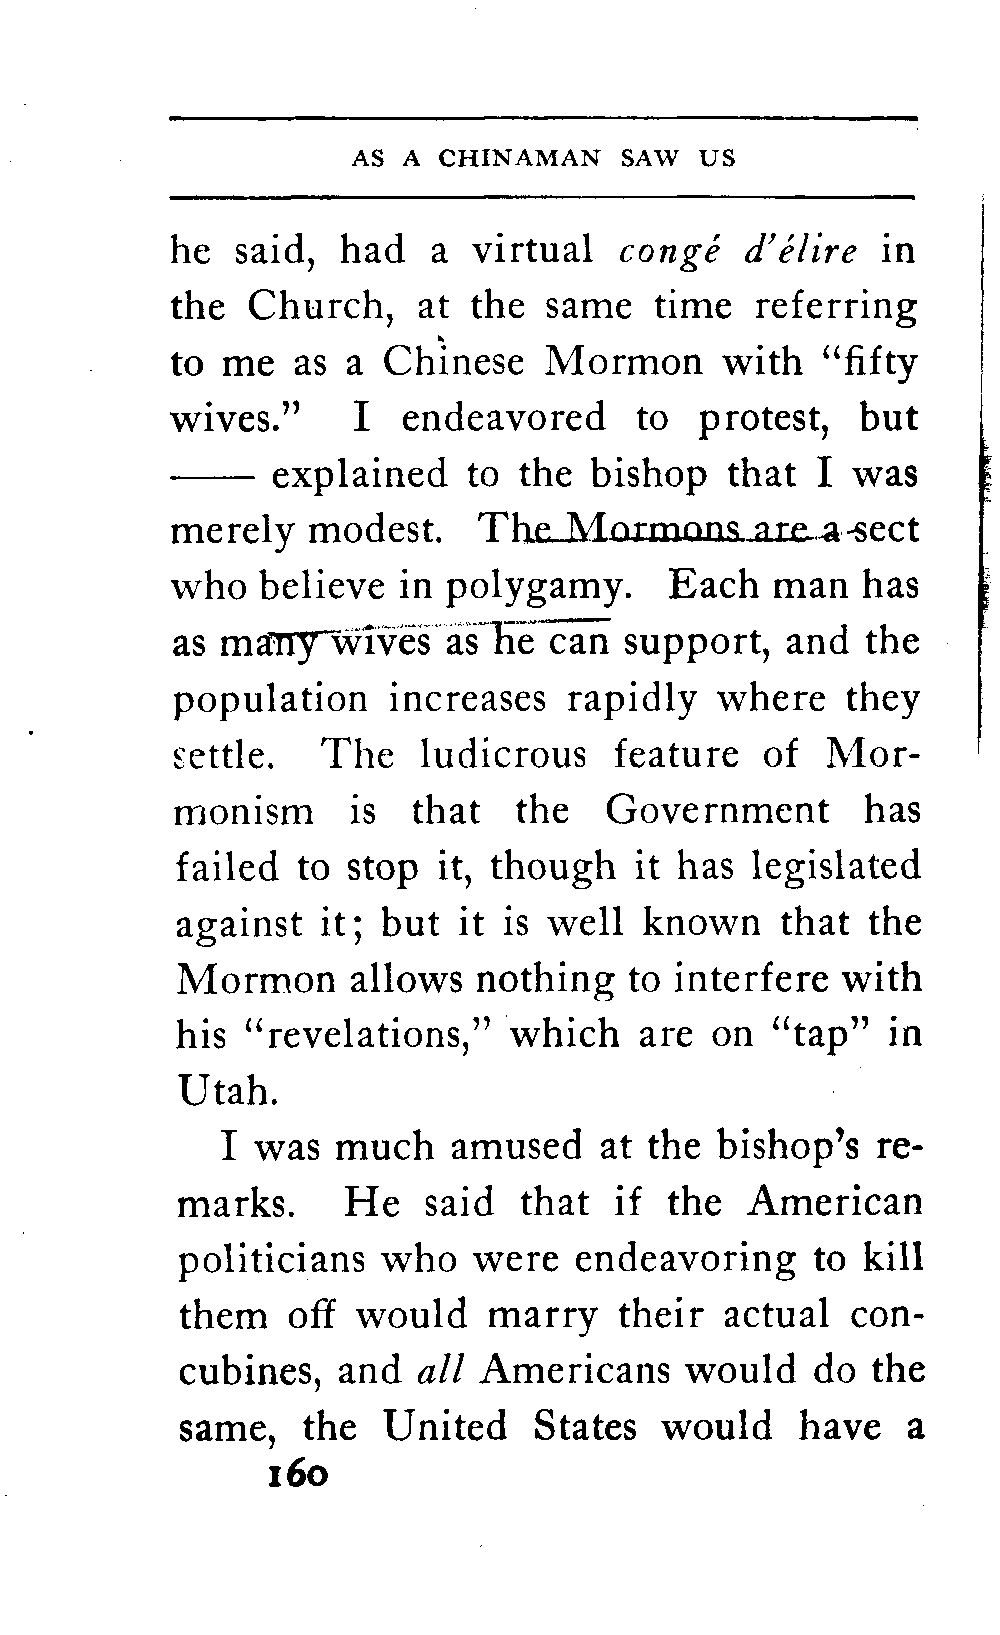 AS A CHINAMAN SAW US
he said, had a virtual congé d'élire in
the Church, at the same time referring
to me as a Chinese Mormon with "fifty
wives." I endeavored to protest, but
—— explained to the bishop that I was
merely modest. The Mormons are a sect
who believe in polygamy. Each man has
as many wives as he can support, and the
population increases rapidly where they
settle. The ludicrous feature of Mor-
monism is that the Government has
failed to stop it, though it has legislated
against it; but it is well known that the
Mormon allows nothing to interfere with
his "revelations," which are on "tap" in
Utah.
I was much amused at the bishop's re-
marks. He said that if the American
politicians who were endeavoring to kill
them off would marry their actual con-
cubines, and all Americans would do the
same, the United States would have a
160